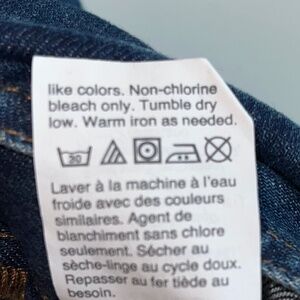 like colors. Non-chlorine
bleach only. Tumble dry
low. Warm iron as needed.
30
Laver à la machine à l'eau
froide avec des couleurs
similaires. Agent de
blanchiment sans chlore
seulement. Sécher au
sèche-linge au cycle doux.
Repasser au fer tiède au
besoin.